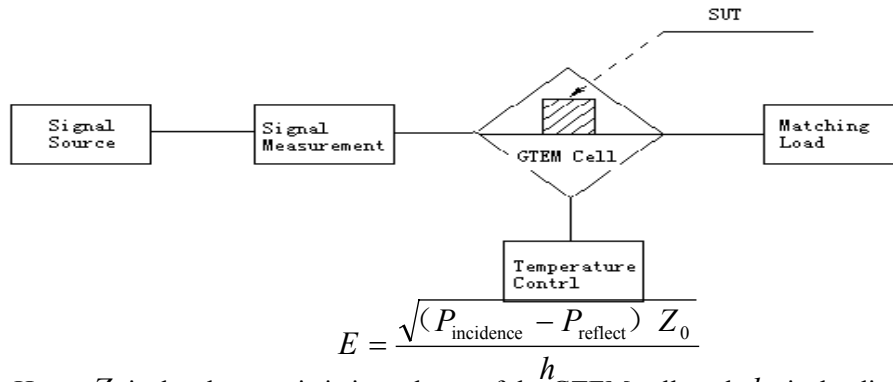 SUT
Signal Source
Signal Measurement
GTEM Cell
Matching Load
Temperature Contrl
E = √((P_incidence − P_reflect) Z_0) / h